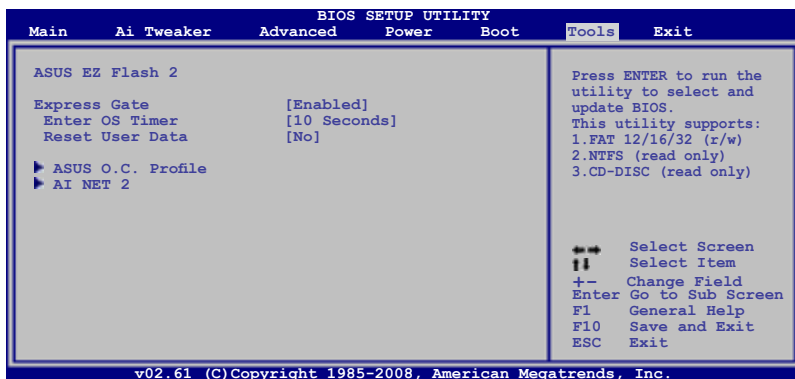 BIOS SETUP UTILITY
Main Ai Tweaker Advanced Power Boot Tools Exit
ASUS EZ Flash 2
Express Gate [Enabled]
Enter OS Timer [10 Seconds]
Reset User Data [No]
ASUS O.C. Profile
AI NET 2
Press ENTER to run the
utility to select and
update BIOS.
This utility supports:
1.FAT 12/16/32 (r/w)
2.NTFS (read only)
3.CD-DISC (read only)
Select Screen
Select Item
+- Change Field
Enter Go to Sub Screen
F1 General Help
F10 Save and Exit
ESC Exit
v02.61 (C)Copyright 1985-2008, American Megatrends, Inc.